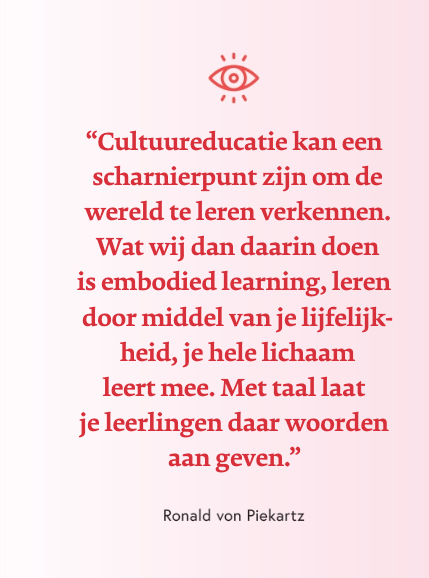 “Cultuureducatie kan een
scharnierpunt zijn om de
wereld te leren verkennen.
Wat wij dan daarin doen
is embodied learning, leren
door middel van je lijfelijk-
heid, je hele lichaam
leert mee. Met taal laat
je leerlingen daar woorden
aan geven.”
Ronald von Piekartz